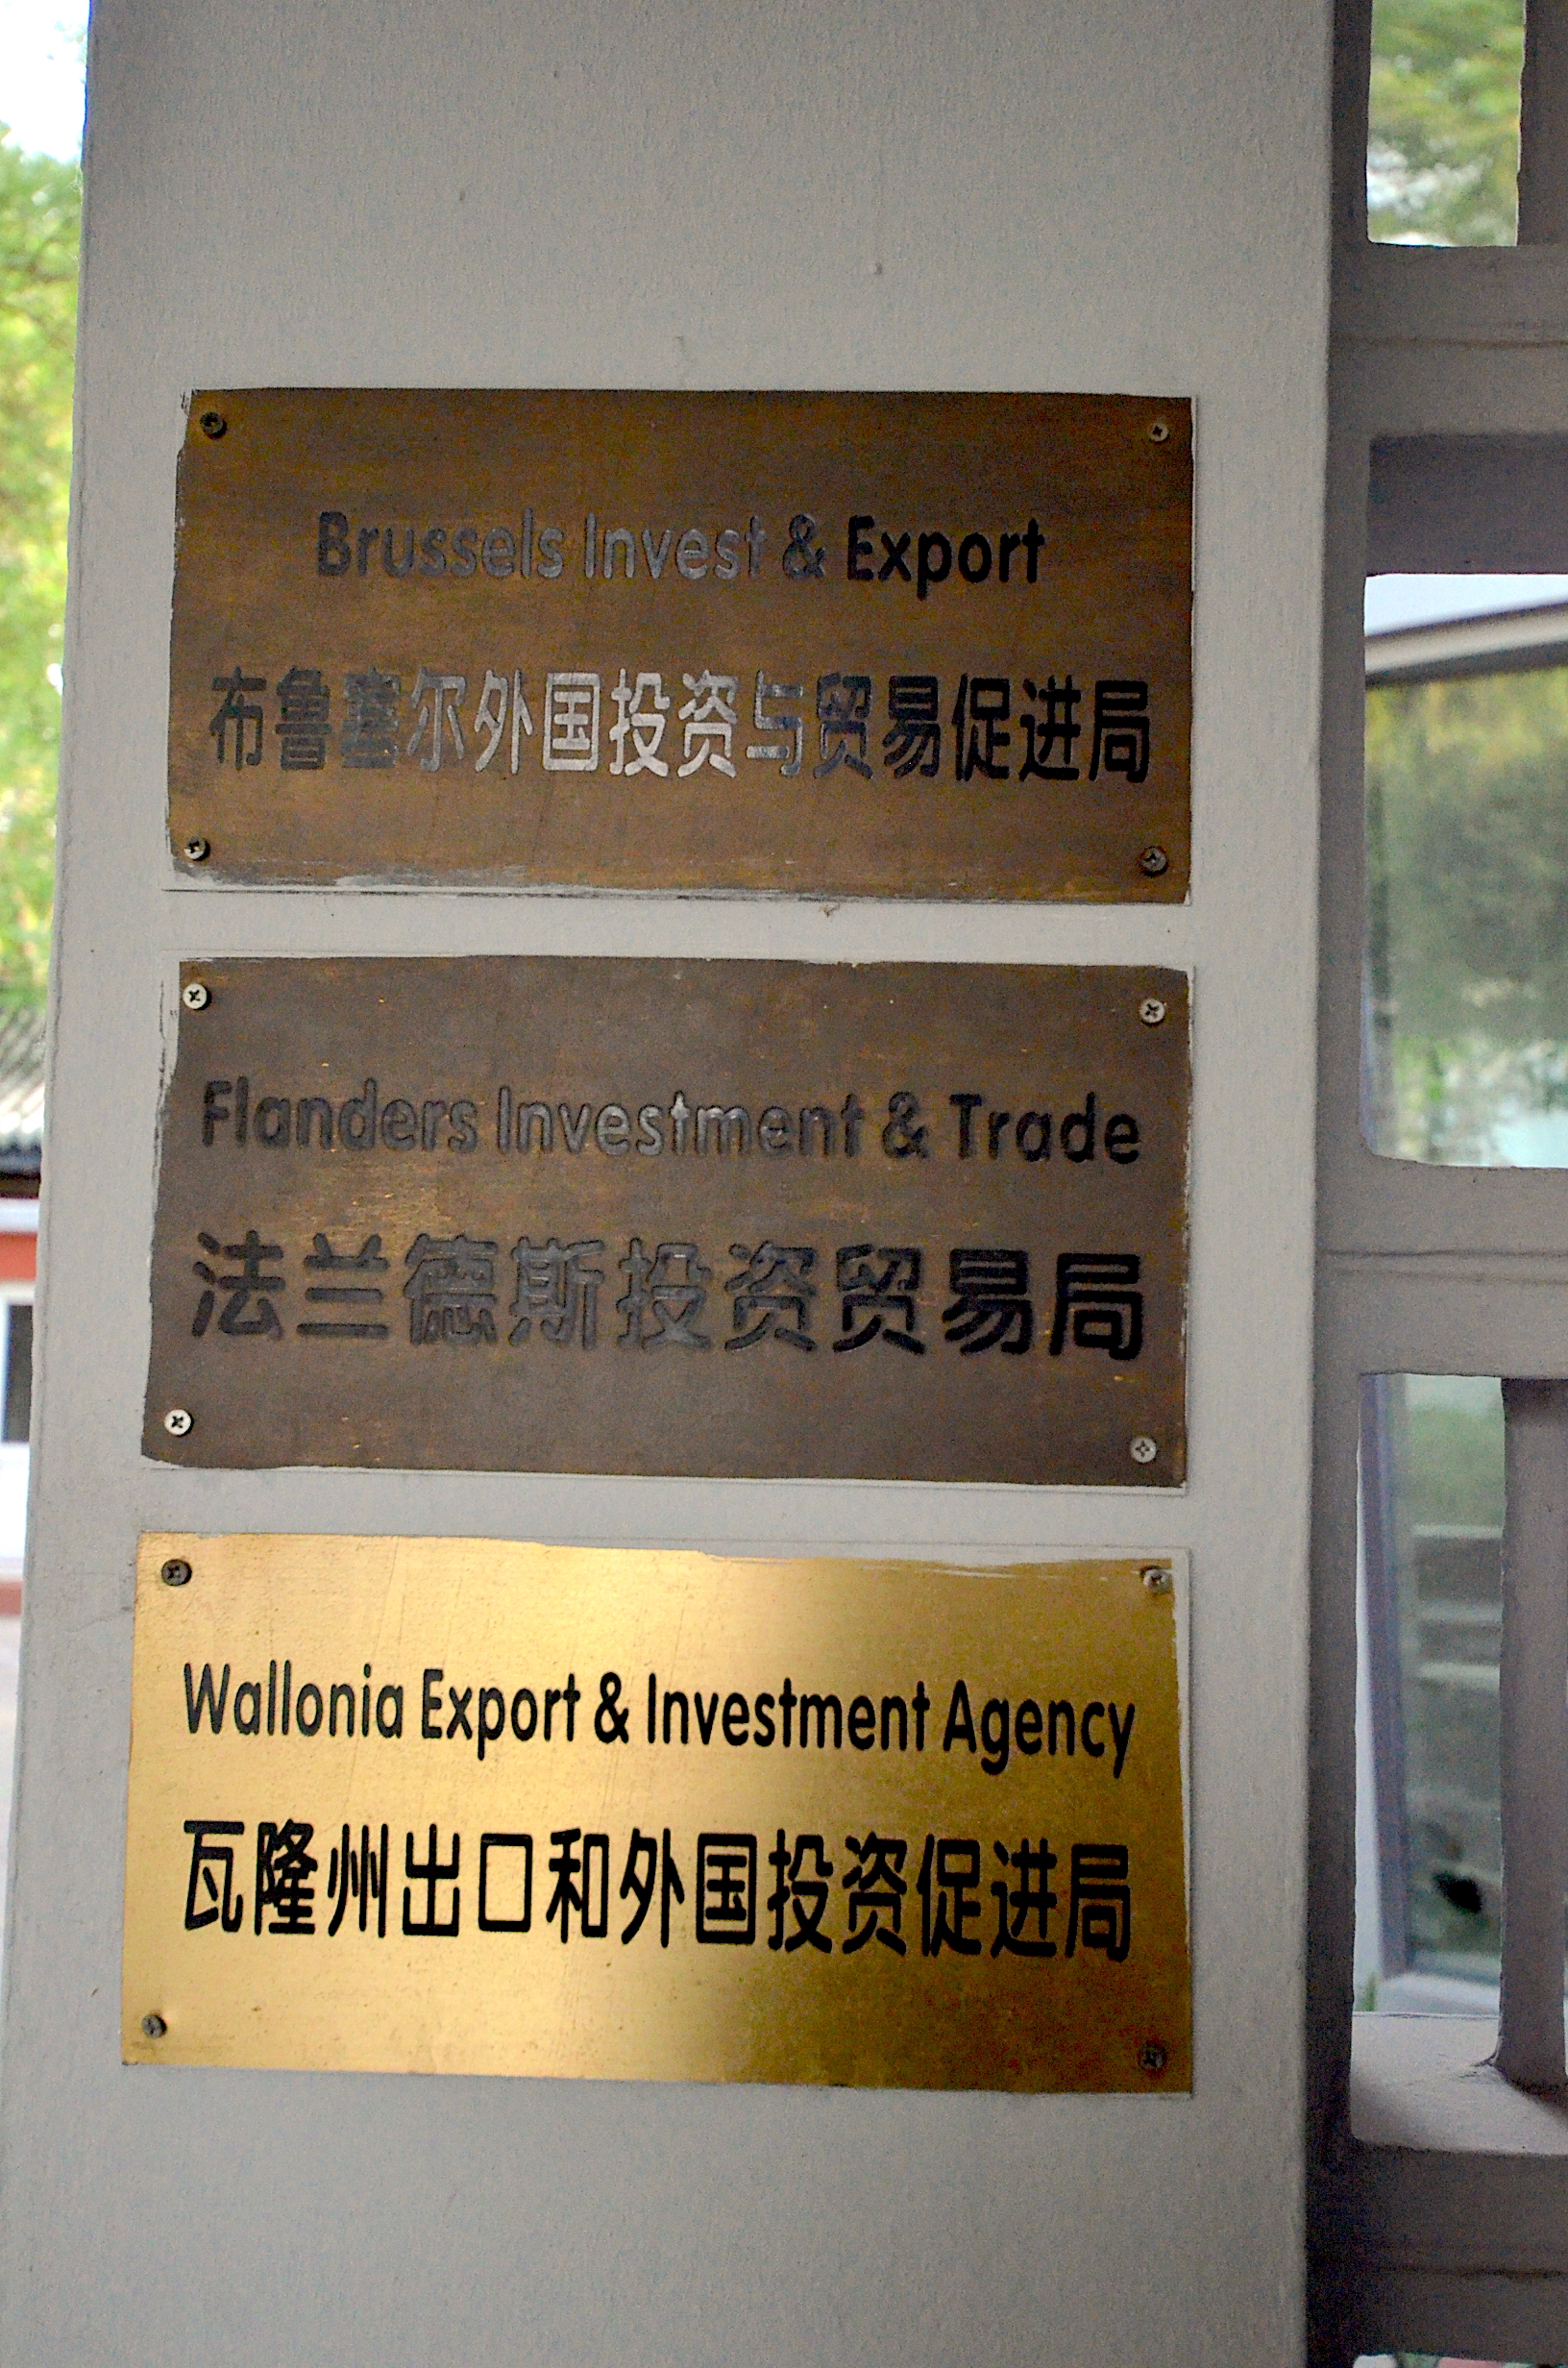 Brussels Invest & Export
布鲁塞尔外国投资与贸易促进局
Flanders Investment & Trade
法兰德斯投资贸易局
Wallonia Export & Investment Agency
瓦隆州出口和外国投资促进局